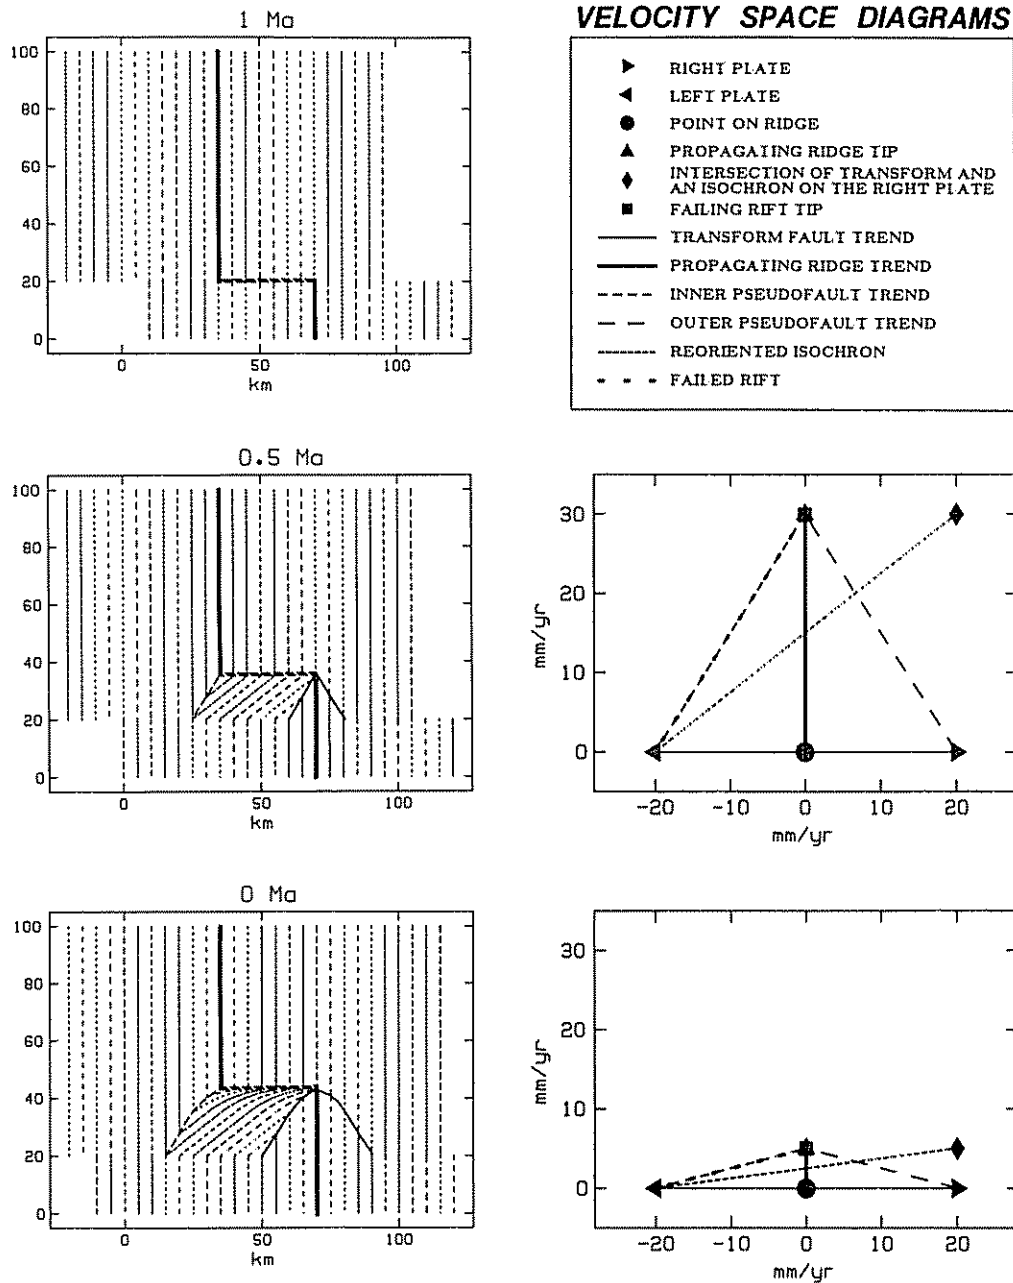 1 Ma
100
80
60
40
20
0
0 50 100
km
VELOCITY SPACE DIAGRAMS
RIGHT PLATE
LEFT PLATE
POINT ON RIDGE
PROPAGATING RIDGE TIP
INTERSECTION OF TRANSFORM AND
AN ISOCHRON ON THE RIGHT PLATE
FAILING RIFT TIP
TRANSFORM FAULT TREND
PROPAGATING RIDGE TREND
INNER PSEUDOFAULT TREND
OUTER PSEUDOFAULT TREND
REORIENTED ISOCHRON
FAILED RIFT
0.5 Ma
100
80
60
40
20
0
0 50 100
km
mm/yr
30
20
10
0
-20 -10 0 10 20
mm/yr
0 Ma
100
80
60
40
20
0
0 50 100
km
mm/yr
30
20
10
0
-20 -10 0 10 20
mm/yr